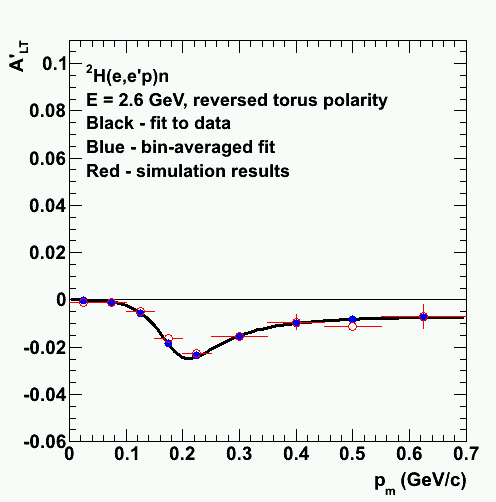 A'LT
0.1
²H(e,e'p)n
0.08
E = 2.6 GeV, reversed torus polarity
Black - fit to data
0.06
Blue - bin-averaged fit
Red - simulation results
0.04
0.02
0
-0.02
-0.04
-0.06
0 0.1 0.2 0.3 0.4 0.5 0.6 0.7
pm (GeV/c)